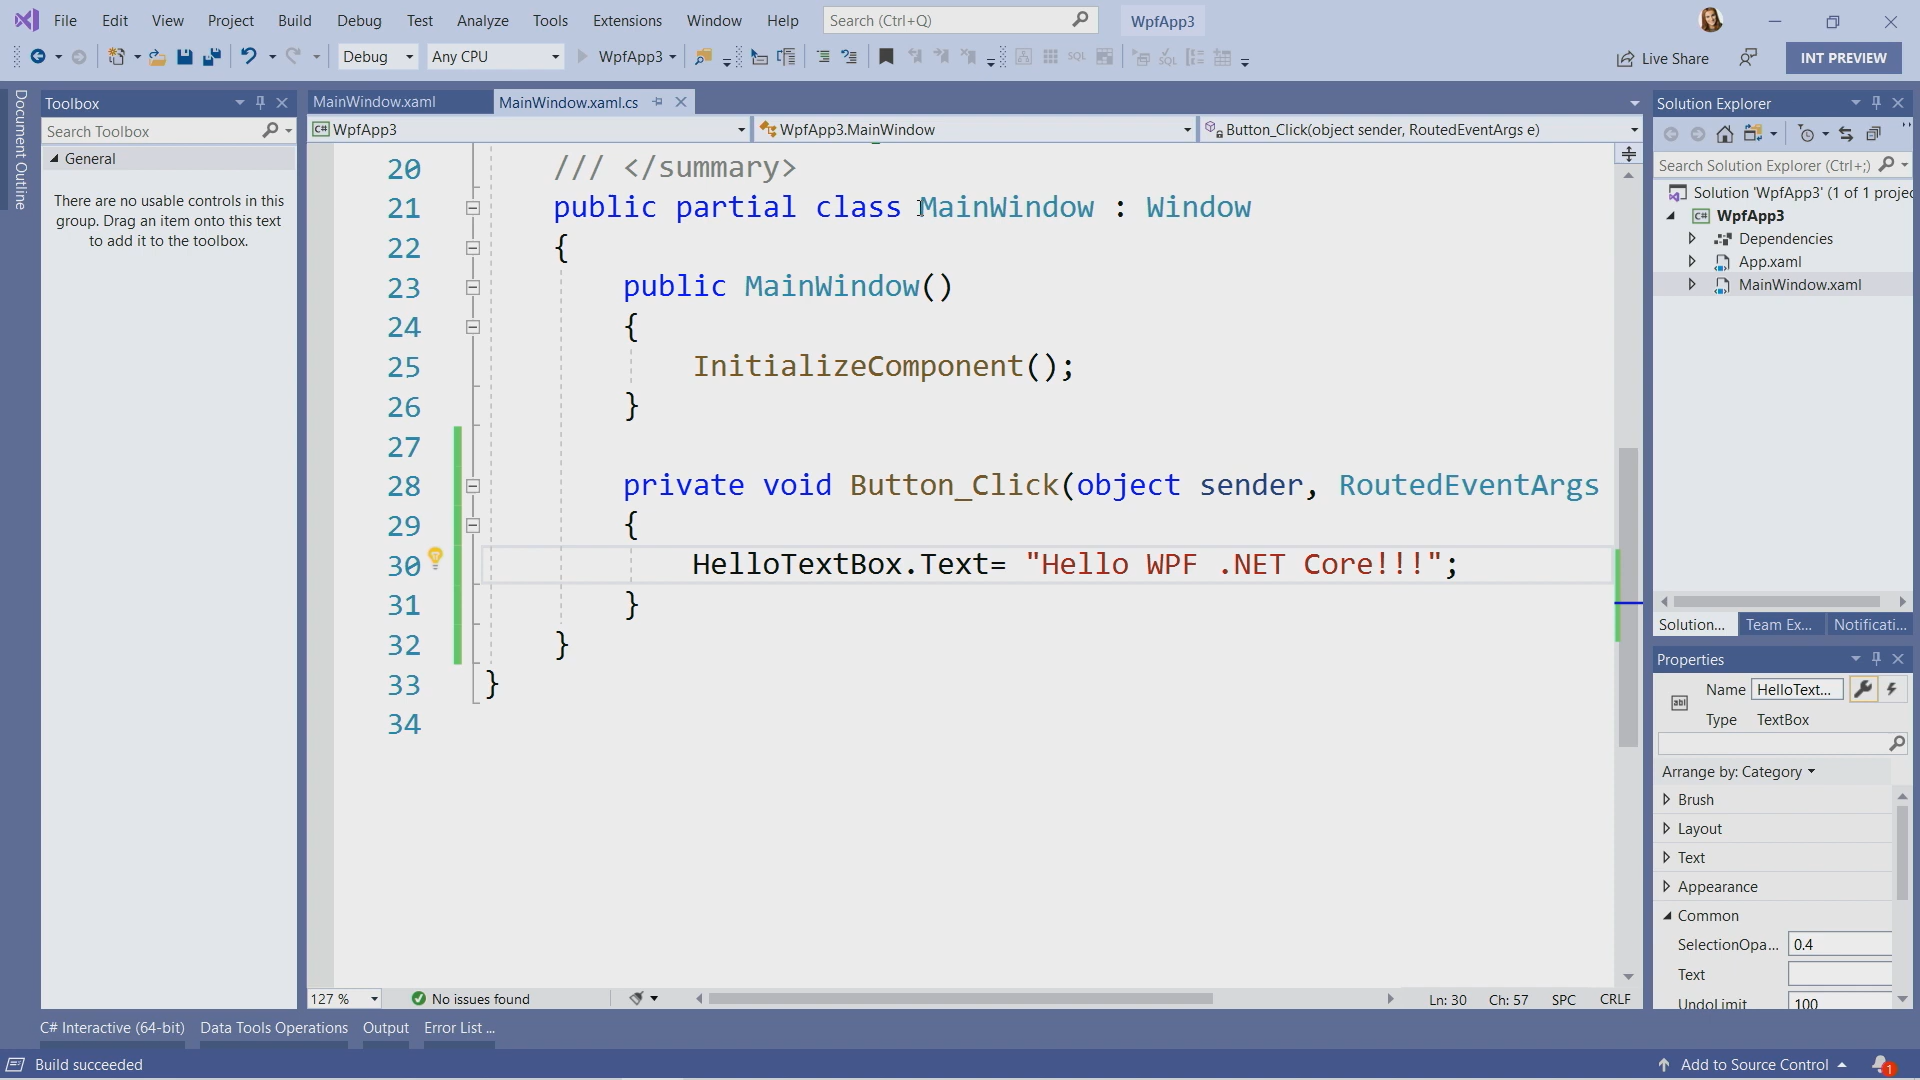 File Edit View Project Build Debug Test Analyze Tools Extensions Window Help Search (Ctrl+Q) WpfApp3
Debug Any CPU WpfApp3 SQL SQL Live Share INT PREVIEW
Document Outline
Toolbox
Search Toolbox
General
There are no usable controls in this
group. Drag an item onto this text
to add it to the toolbox.
MainWindow.xaml MainWindow.xaml.cs
C# WpfApp3 WpfApp3.MainWindow Button_Click(object sender, RoutedEventArgs e)
20 /// </summary>
21 public partial class MainWindow : Window
22 {
23 public MainWindow()
24 {
25 InitializeComponent();
26 }
27
28 private void Button_Click(object sender, RoutedEventArgs
29 {
30 HelloTextBox.Text= "Hello WPF .NET Core!!!";
31 }
32 }
33 }
34
127 % No issues found Ln: 30 Ch: 57 SPC CRLF
Solution Explorer
Search Solution Explorer (Ctrl+;)
Solution 'WpfApp3' (1 of 1 projec
C# WpfApp3
Dependencies
App.xaml
MainWindow.xaml
Solution... Team Ex... Notificati...
Properties
Name HelloText...
abl
Type TextBox
Arrange by: Category
Brush
Layout
Text
Appearance
Common
SelectionOpa... 0.4
Text
UndoLimit 100
C# Interactive (64-bit) Data Tools Operations Output Error List ...
Build succeeded Add to Source Control 1